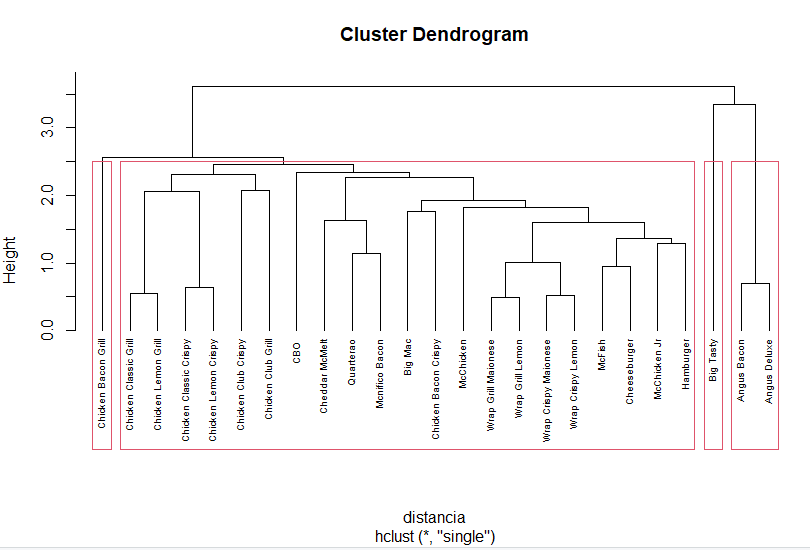 Cluster Dendrogram
Height
0.0
1.0
2.0
3.0
Chicken Bacon Grill
Chicken Classic Grill
Chicken Lemon Grill
Chicken Classic Crispy
Chicken Lemon Crispy
Chicken Club Crispy
Chicken Club Grill
CBO
Cheddar McMelt
Quarterao
Mcnifico Bacon
Big Mac
Chicken Bacon Crispy
McChicken
Wrap Grill Maionese
Wrap Grill Lemon
Wrap Crispy Maionese
Wrap Crispy Lemon
McFish
Cheeseburger
McChicken Jr
Hamburger
Big Tasty
Angus Bacon
Angus Deluxe
distancia
hclust (*, "single")